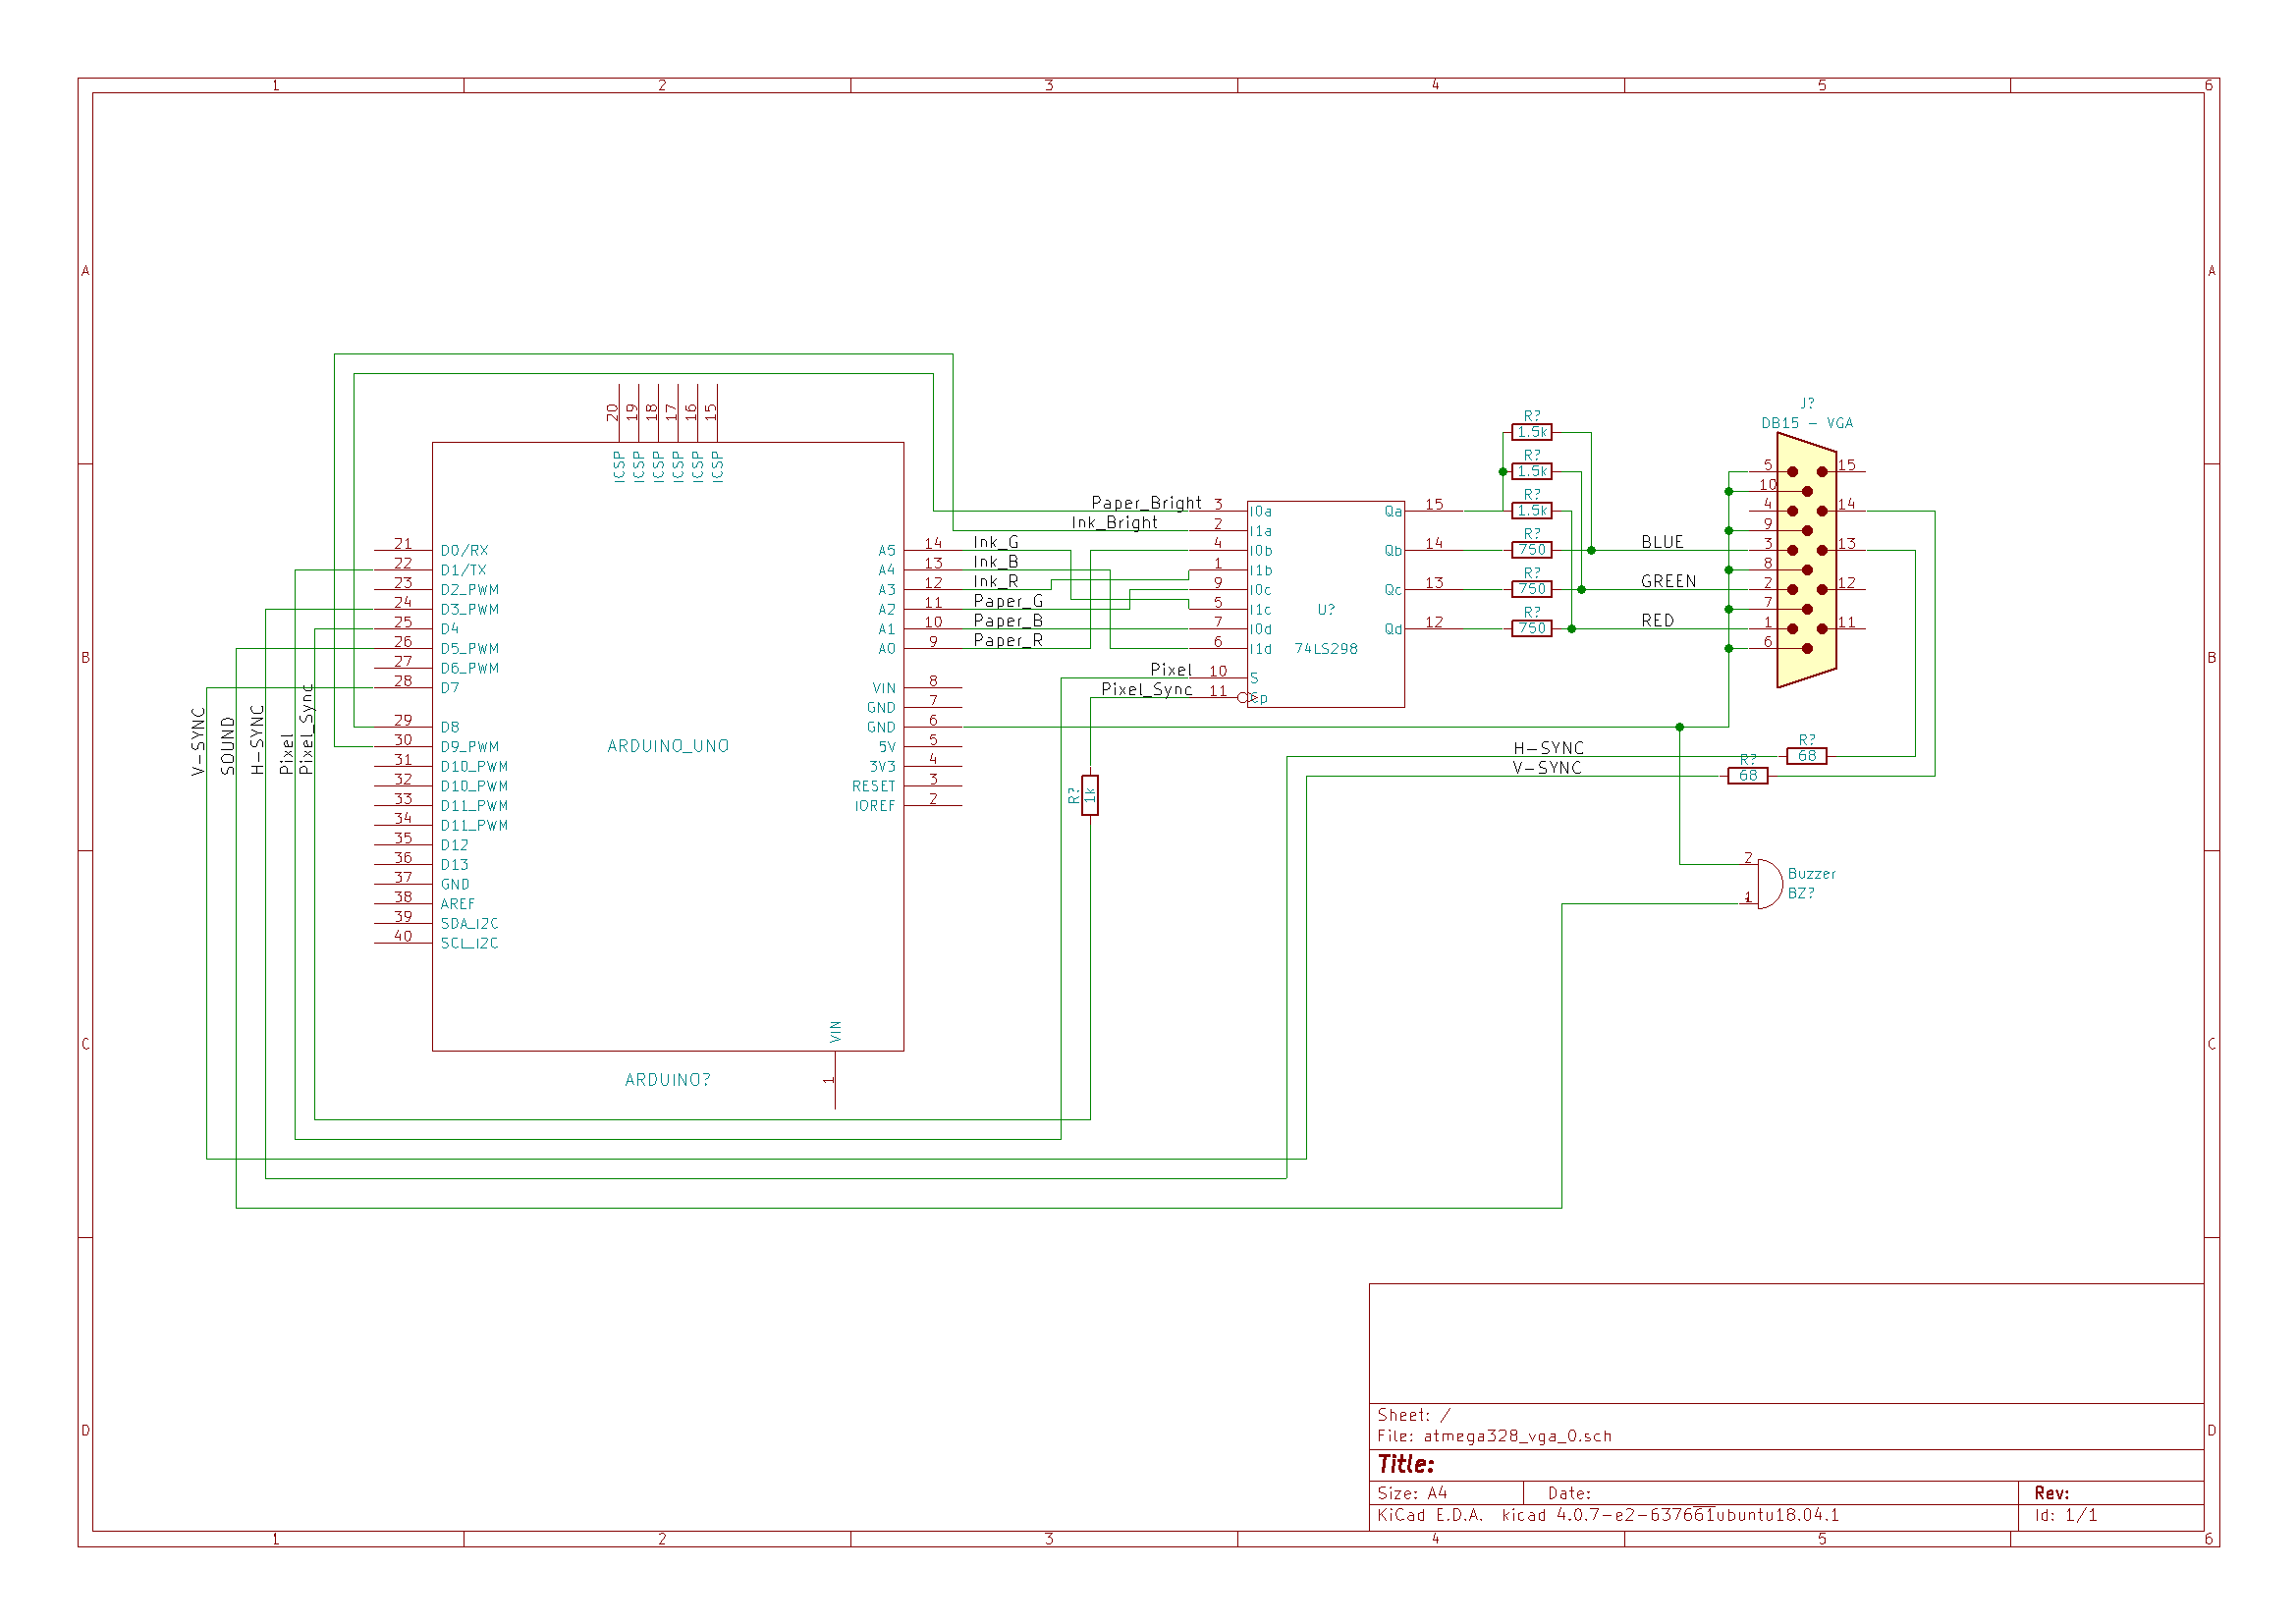 1 2 3 4 5 6
A A
B B
C C
D D
20 19 18 17 16 15
ICSP ICSP ICSP ICSP ICSP ICSP
21 D0/RX
22 D1/TX
23 D2_PWM
24 D3_PWM
25 D4
26 D5_PWM
27 D6_PWM
28 D7
29 D8
30 D9_PWM
31 D10_PWM
32 D10_PWM
33 D11_PWM
34 D11_PWM
35 D12
36 D13
37 GND
38 AREF
39 SDA_I2C
40 SCL_I2C
V-SYNC
SOUND
H-SYNC
Pixel
Pixel_Sync
ARDUINO_UNO
ARDUINO?
VIN 1
A5 14 Ink_G
A4 13 Ink_B
A3 12 Ink_R
A2 11 Paper_G
A1 10 Paper_B
A0 9 Paper_R
VIN 8
GND 7
GND 6
5V 5
3V3 4
RESET 3
IOREF 2
R? 1k
Paper_Bright 3 I0a
Ink_Bright 2 I1a
4 I0b
1 I1b
9 I0c
5 I1c
7 I0d
6 I1d
Pixel 10 S
Pixel_Sync 11 Cp
U?
74LS298
Qa 15
Qb 14
Qc 13
Qd 12
R?
1.5k
R?
1.5k
R?
1.5k
R?
750
R?
750
R?
750
BLUE
GREEN
RED
J?
DB15 - VGA
5 15
10
4 14
9
3 13
8
2 12
7
1 11
6
H-SYNC
R?
68
V-SYNC
R?
68
2
1
Buzzer
BZ?
Sheet: /
File: atmega328_vga_0.sch
Title:
Size: A4 Date: Rev:
KiCad E.D.A. kicad 4.0.7-e2-637661ubuntu18.04.1 Id: 1/1
1 2 3 4 5 6